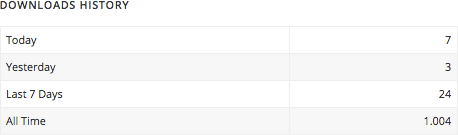 DOWNLOADS HISTORY
Today 7
Yesterday 3
Last 7 Days 24
All Time 1.004